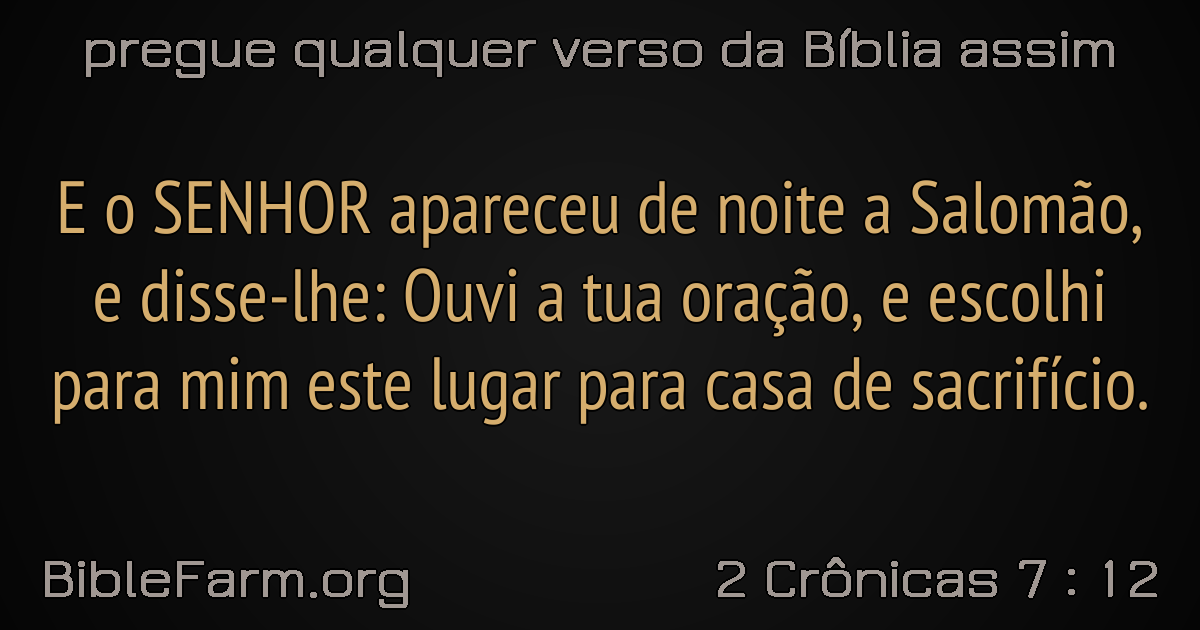 pregue qualquer verso da Bíblia assim
E o SENHOR apareceu de noite a Salomão,
e disse-lhe: Ouvi a tua oração, e escolhi
para mim este lugar para casa de sacrifício.
BibleFarm.org
2 Crônicas 7 : 12